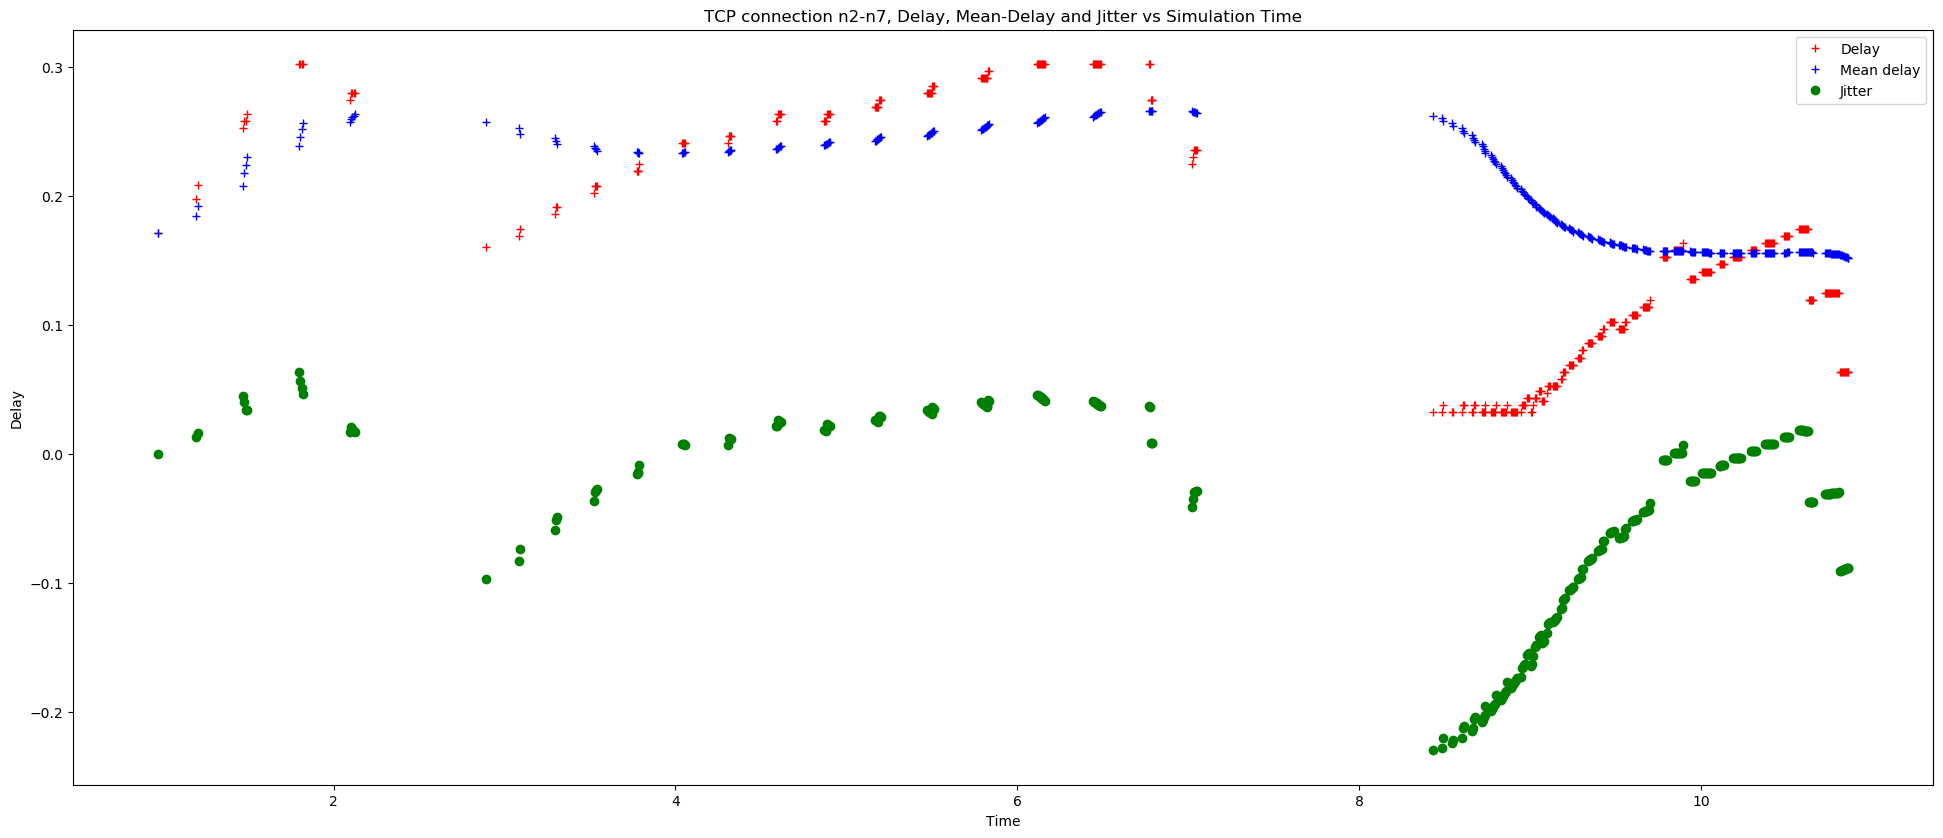 TCP connection n2-n7, Delay, Mean-Delay and Jitter vs Simulation Time
Delay
Mean delay
Jitter
0.3
0.2
0.1
0.0
−0.1
−0.2
Delay
2
4
6
8
10
Time